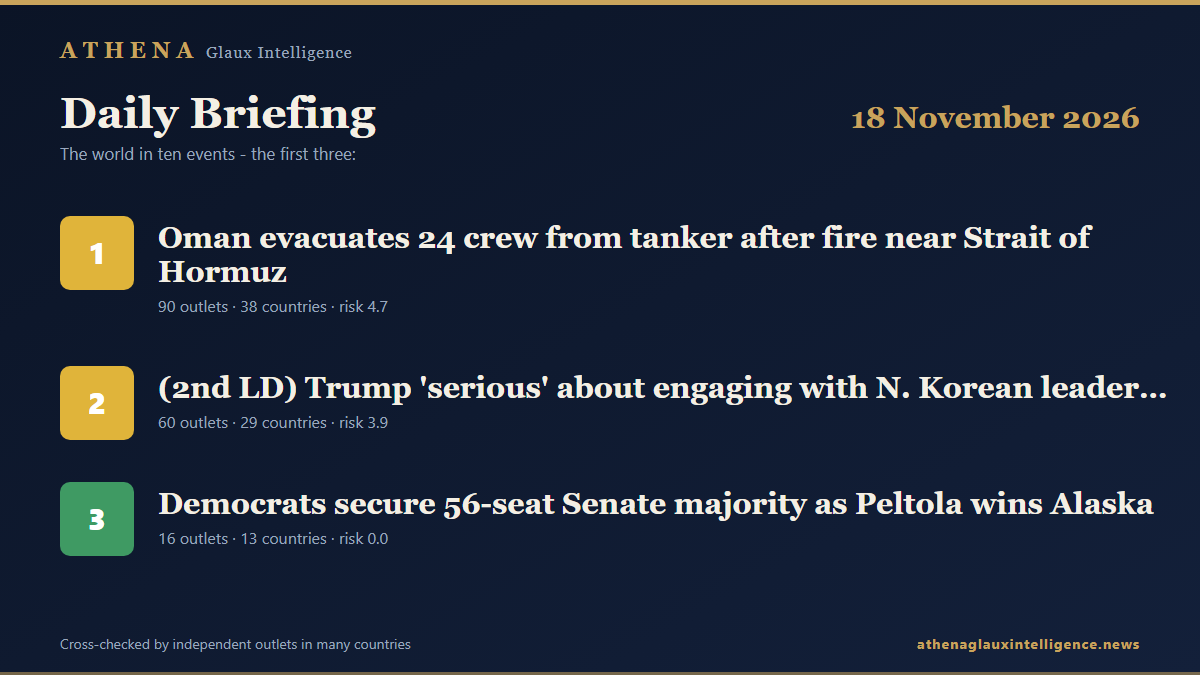 ATHENA Glaux Intelligence
Daily Briefing
18 November 2026
The world in ten events - the first three:
1
Oman evacuates 24 crew from tanker after fire near Strait of
Hormuz
90 outlets · 38 countries · risk 4.7
2
(2nd LD) Trump 'serious' about engaging with N. Korean leader...
60 outlets · 29 countries · risk 3.9
3
Democrats secure 56-seat Senate majority as Peltola wins Alaska
16 outlets · 13 countries · risk 0.0
Cross-checked by independent outlets in many countries
athenaglauxintelligence.news